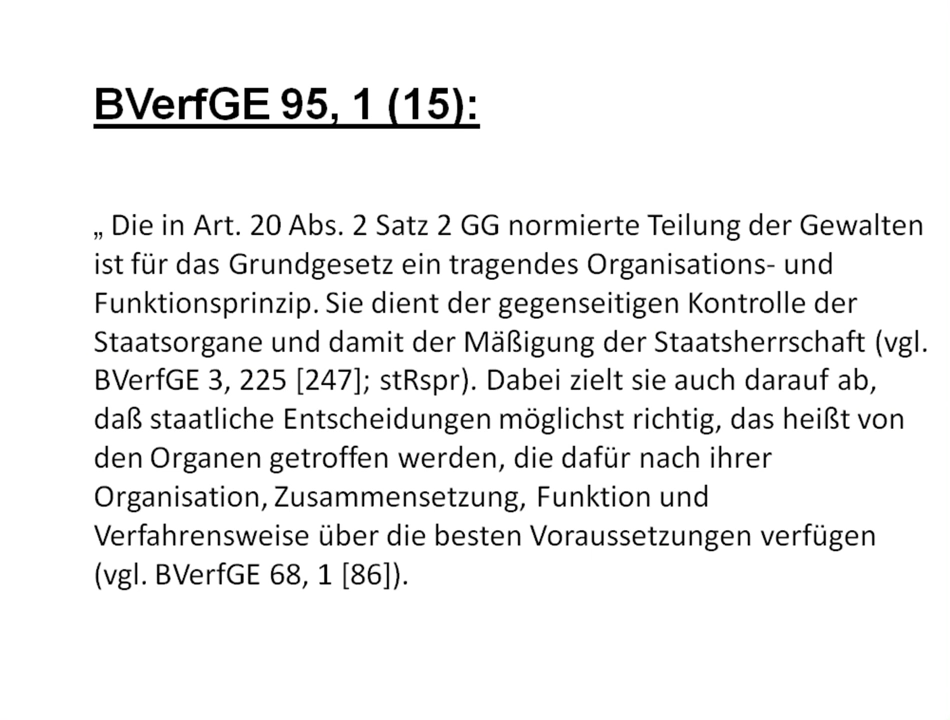 BVerfGE 95, 1 (15):
„ Die in Art. 20 Abs. 2 Satz 2 GG normierte Teilung der Gewalten
ist für das Grundgesetz ein tragendes Organisations- und
Funktionsprinzip. Sie dient der gegenseitigen Kontrolle der
Staatsorgane und damit der Mäßigung der Staatsherrschaft (vgl.
BVerfGE 3, 225 [247]; stRspr). Dabei zielt sie auch darauf ab,
daß staatliche Entscheidungen möglichst richtig, das heißt von
den Organen getroffen werden, die dafür nach ihrer
Organisation, Zusammensetzung, Funktion und
Verfahrensweise über die besten Voraussetzungen verfügen
(vgl. BVerfGE 68, 1 [86]).